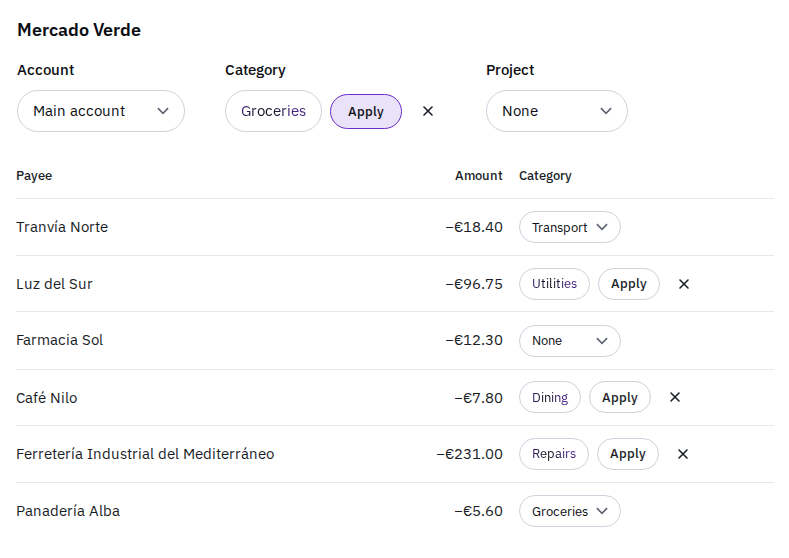 Mercado Verde
Account Category Project
Main account Groceries Apply None
Payee Amount Category
Tranvía Norte −€18.40 Transport
Luz del Sur −€96.75 Utilities Apply
Farmacia Sol −€12.30 None
Café Nilo −€7.80 Dining Apply
Ferretería Industrial del Mediterráneo −€231.00 Repairs Apply
Panadería Alba −€5.60 Groceries